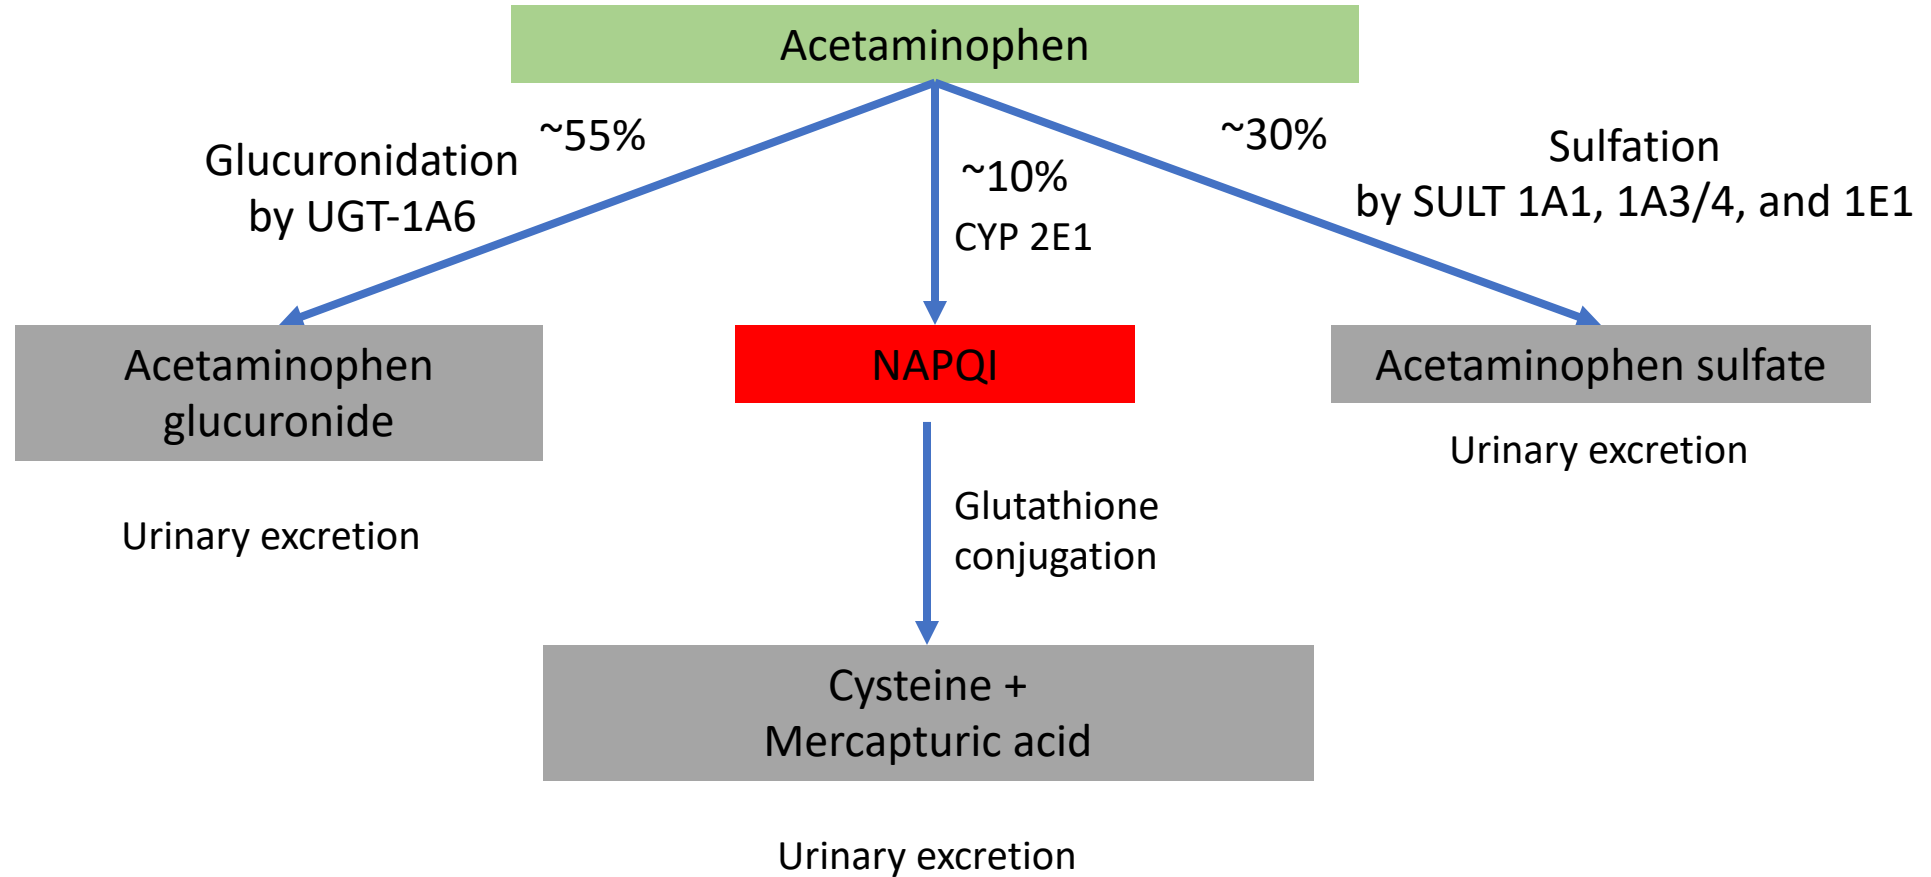 Acetaminophen
~55%
~30%
Glucuronidation
by UGT-1A6
~10%
CYP 2E1
Sulfation
by SULT 1A1, 1A3/4, and 1E1
Acetaminophen
glucuronide
NAPQI
Acetaminophen sulfate
Urinary excretion
Urinary excretion
Glutathione
conjugation
Cysteine +
Mercapturic acid
Urinary excretion